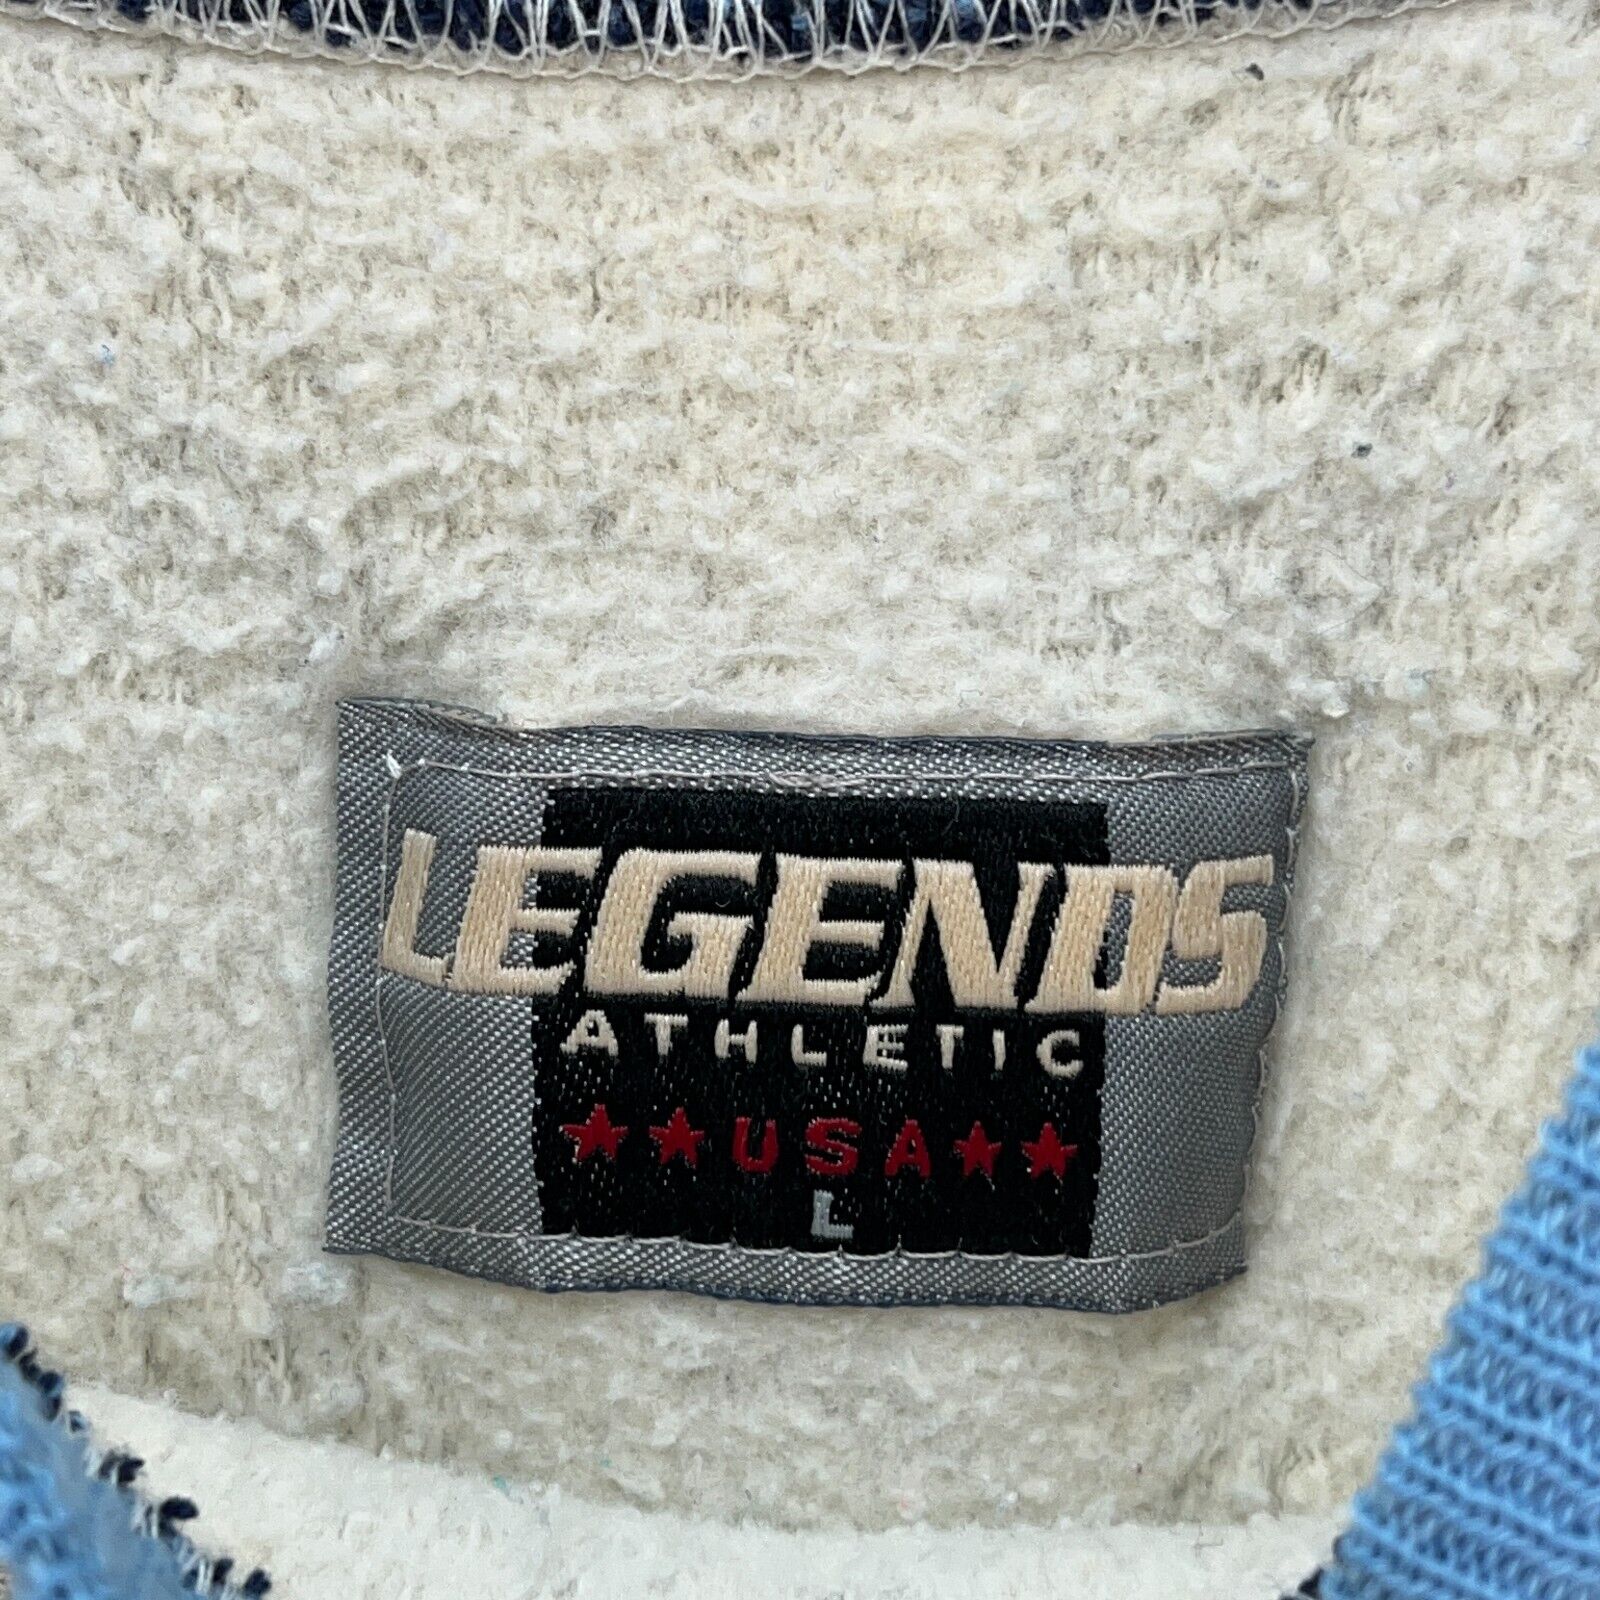 LEGENDS
ATHLETIC
★★USA★★
L